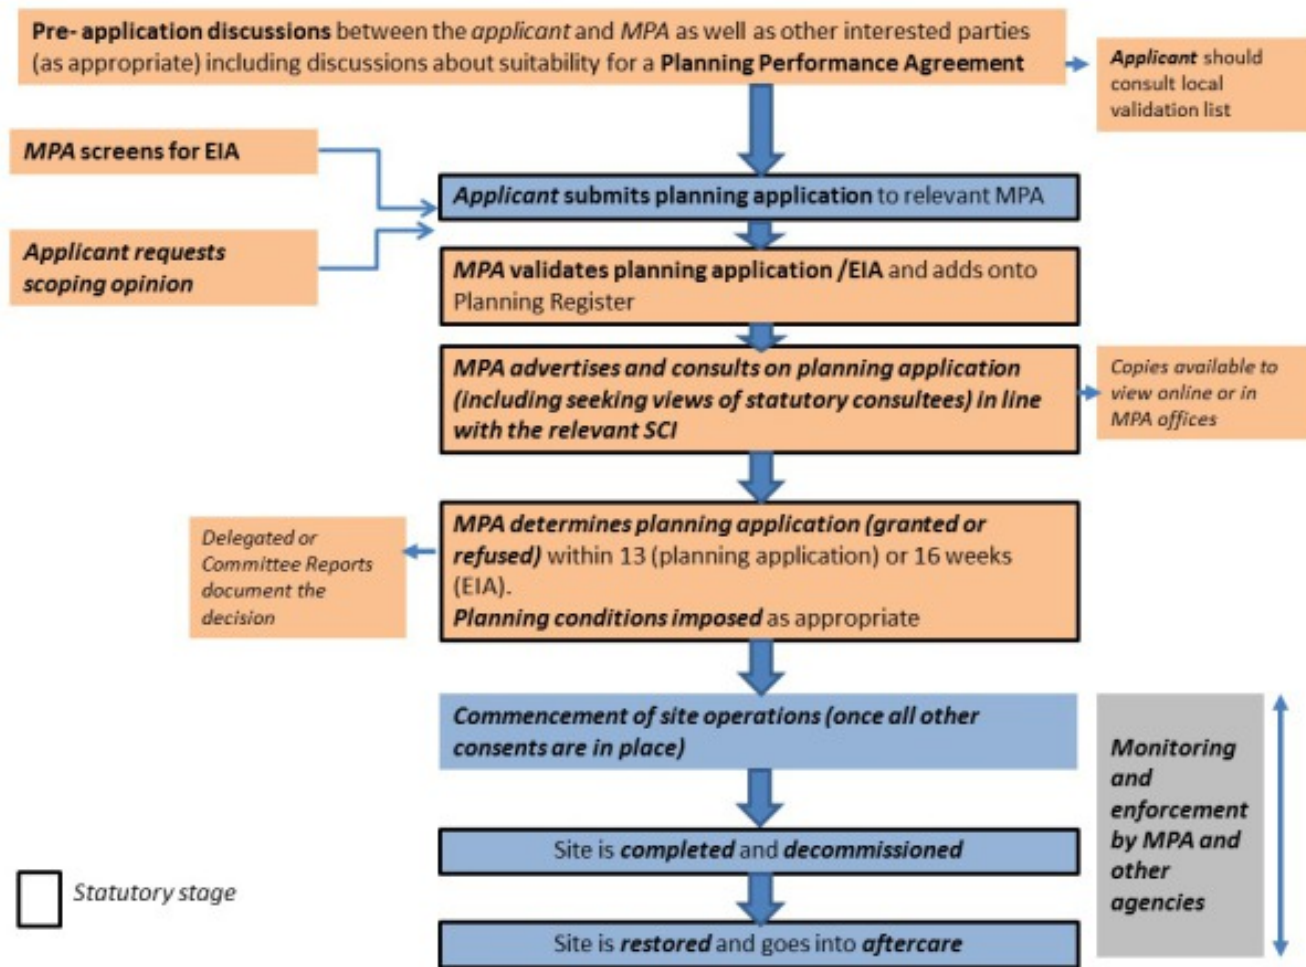 Pre- application discussions between the applicant and MPA as well as other interested parties
(as appropriate) including discussions about suitability for a Planning Performance Agreement
Applicant should
consult local
validation list
MPA screens for EIA
Applicant submits planning application to relevant MPA
Applicant requests
scoping opinion
MPA validates planning application /EIA and adds onto
Planning Register
MPA advertises and consults on planning application
(including seeking views of statutory consultees) in line
with the relevant SCI
Copies available to
view online or in
MPA offices
Delegated or
Committee Reports
document the
decision
MPA determines planning application (granted or
refused) within 13 (planning application) or 16 weeks
(EIA).
Planning conditions imposed as appropriate
Commencement of site operations (once all other
consents are in place)
Monitoring
and
enforcement
by MPA and
other
agencies
Site is completed and decommissioned
Statutory stage
Site is restored and goes into aftercare